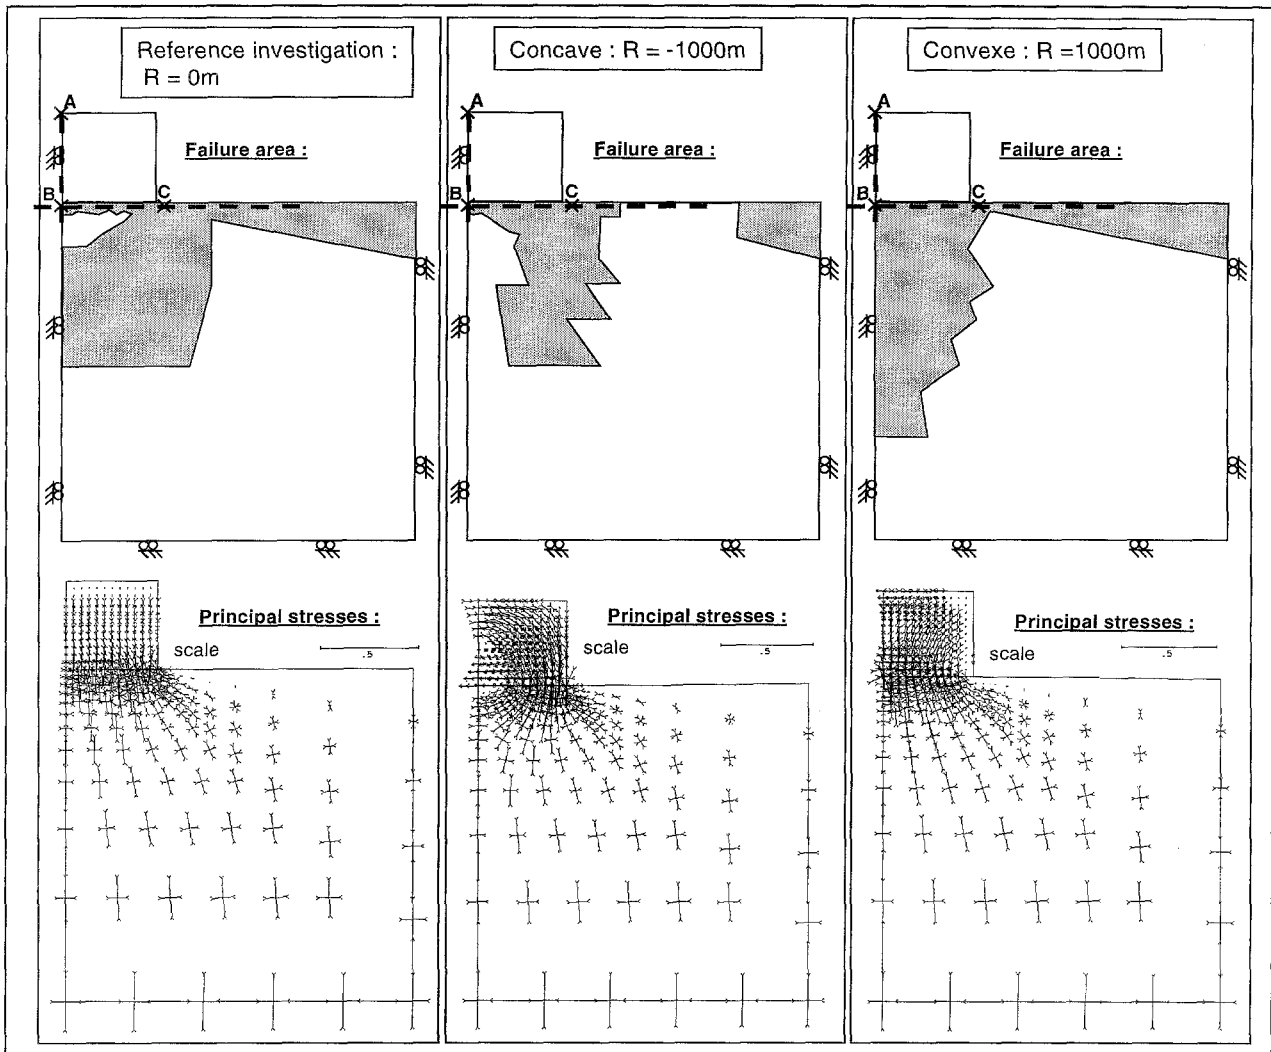 Reference investigation :
R = 0m
A
Failure area :
B
C
Principal stresses :
scale
.5
Concave : R = -1000m
A
Failure area :
B
C
Principal stresses :
scale
.5
Convexe : R =1000m
A
Failure area :
B
C
Principal stresses :
scale
.5